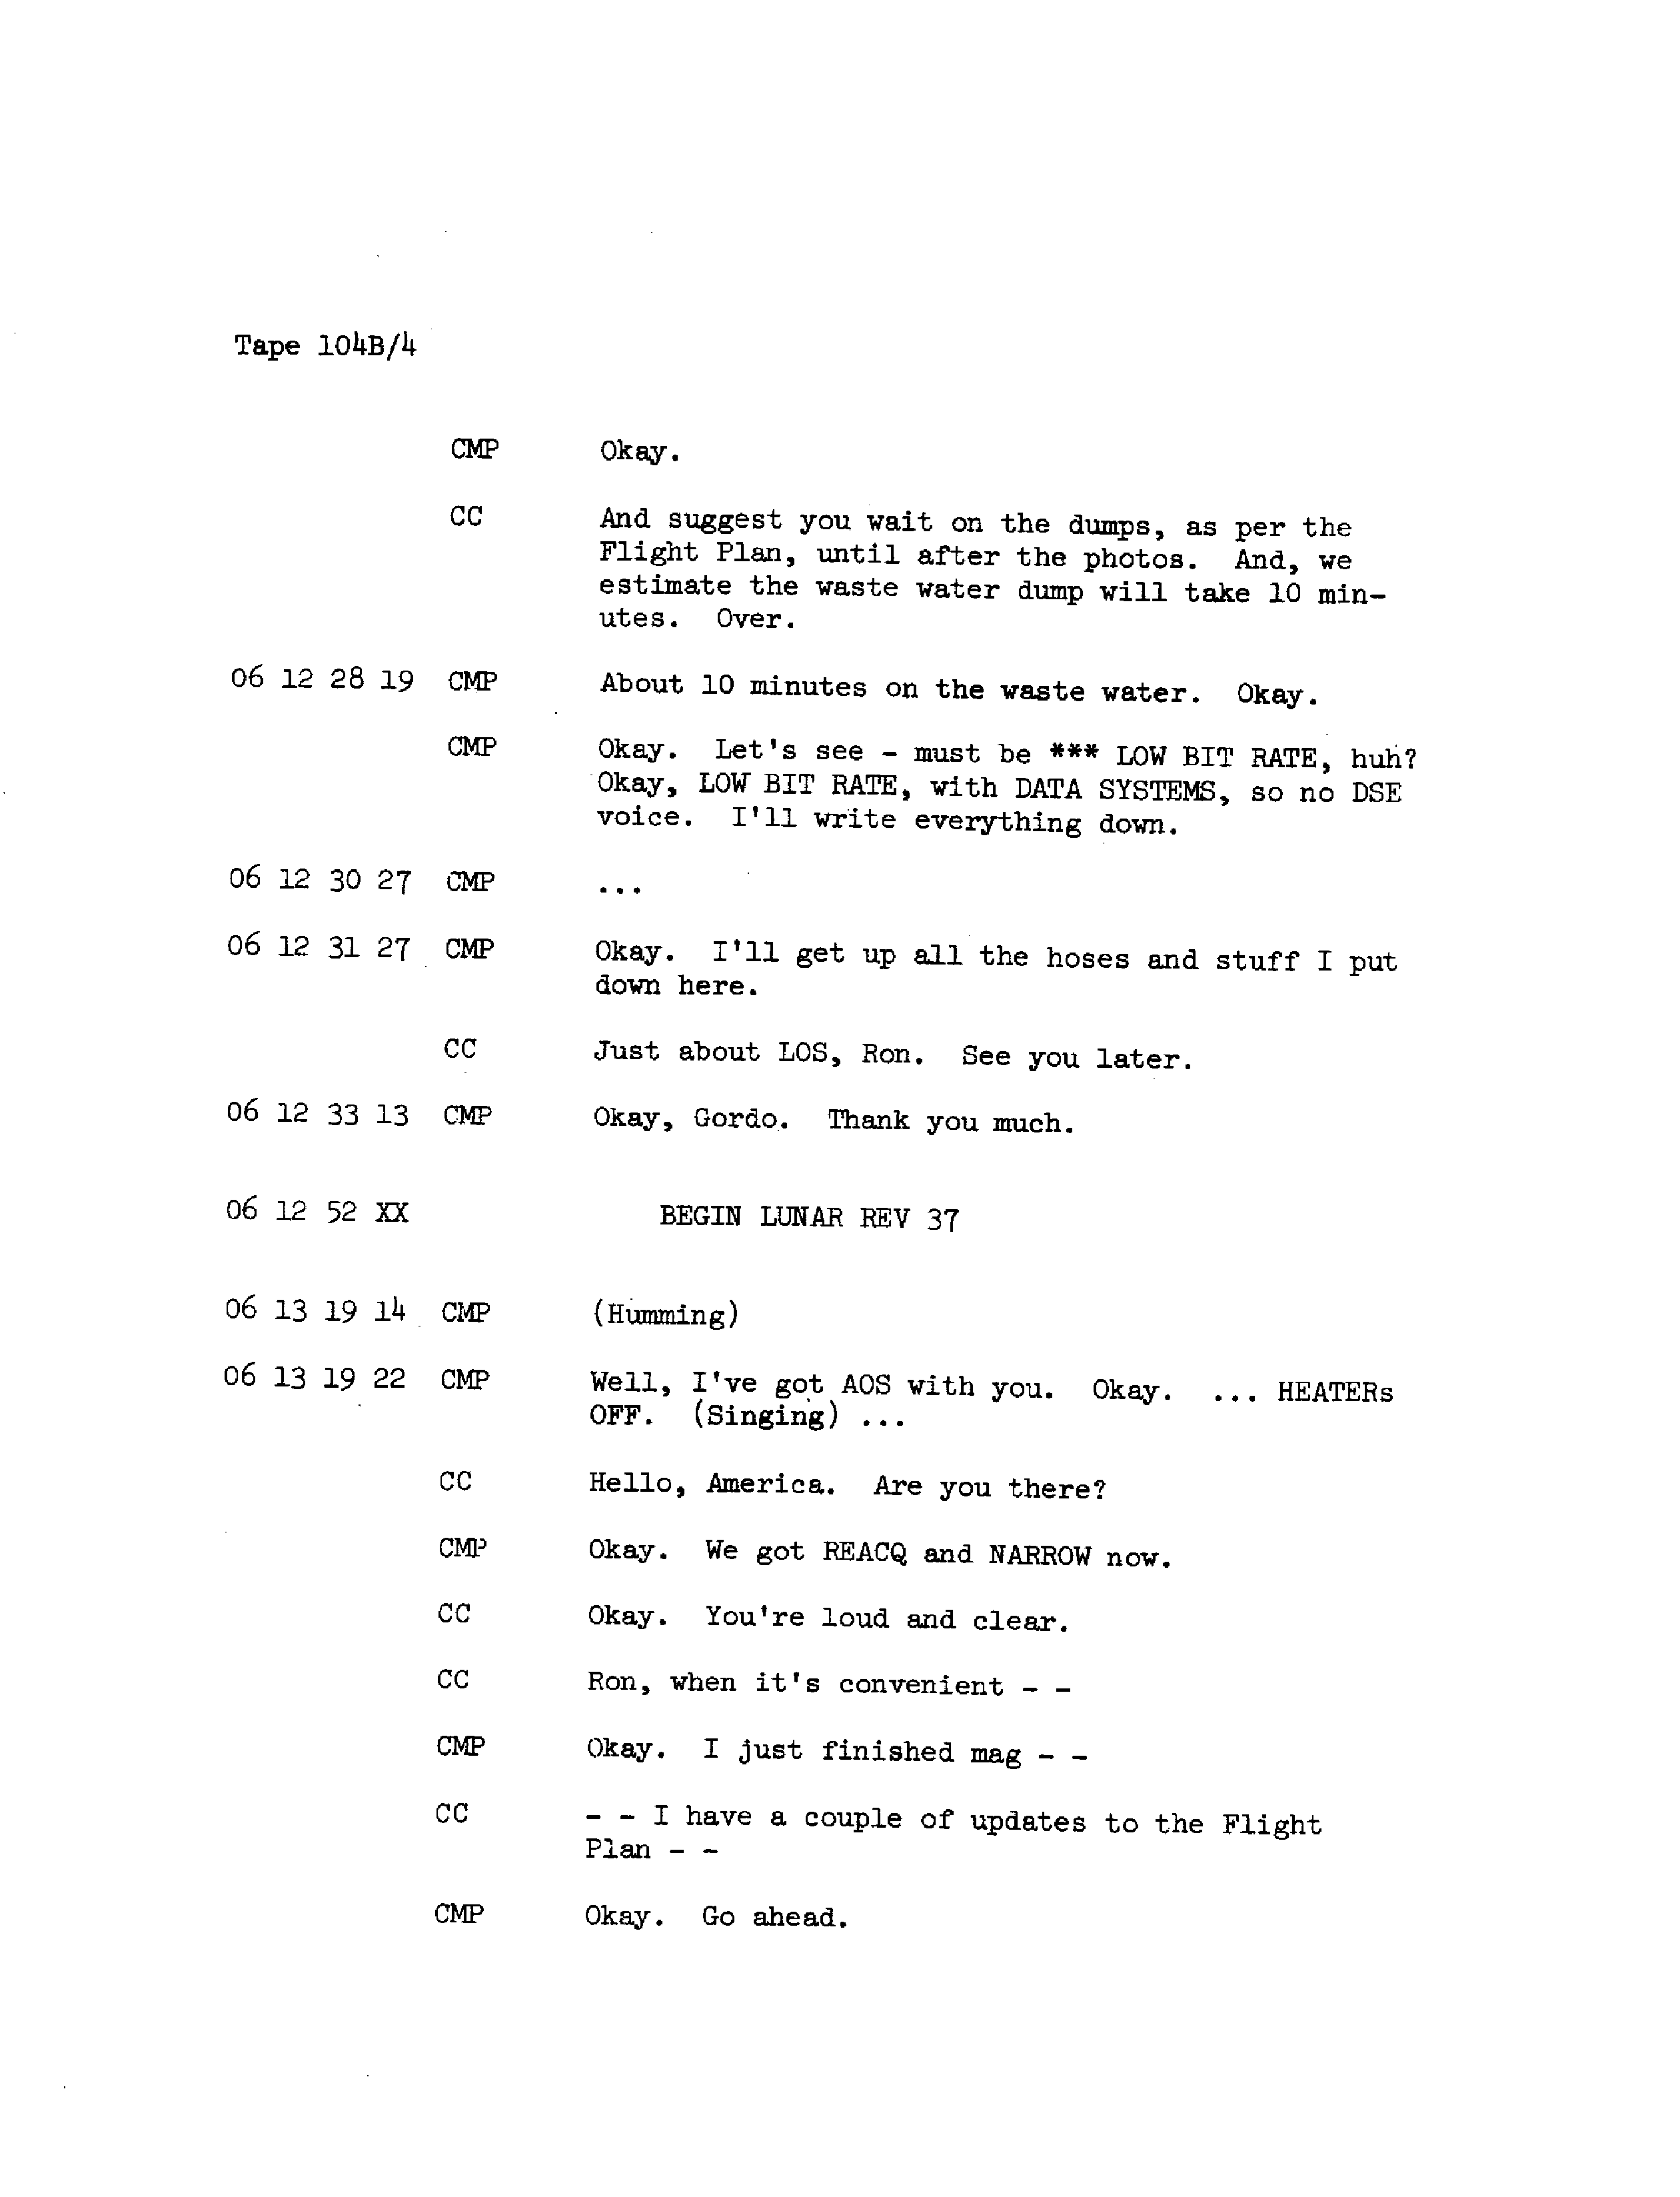 Tape 104B/4
CMP Okay.
CC And suggest you wait on the dumps, as per the
Flight Plan, until after the photos. And, we
estimate the waste water dump will take 10 min-
utes. Over.
06 12 28 19 CMP About 10 minutes on the waste water. Okay.
CMP Okay. Let's see - must be *** LOW BIT RATE, huh?
Okay, LOW BIT RATE, with DATA SYSTEMS, so no DSE
voice. I'll write everything down.
06 12 30 27 CMP ...
06 12 31 27 CMP Okay. I'll get up all the hoses and stuff I put
down here.
CC Just about LOS, Ron. See you later.
06 12 33 13 CMP Okay, Gordo. Thank you much.
06 12 52 XX BEGIN LUNAR REV 37
06 13 19 14 CMP (Humming)
06 13 19 22 CMP Well, I've got AOS with you. Okay. ... HEATERs
OFF. (Singing) ...
CC Hello, America. Are you there?
CMP Okay. We got REACQ and NARROW now.
CC Okay. You're loud and clear.
CC Ron, when it's convenient - -
CMP Okay. I just finished mag - -
CC - - I have a couple of updates to the Flight
Plan - -
CMP Okay. Go ahead.